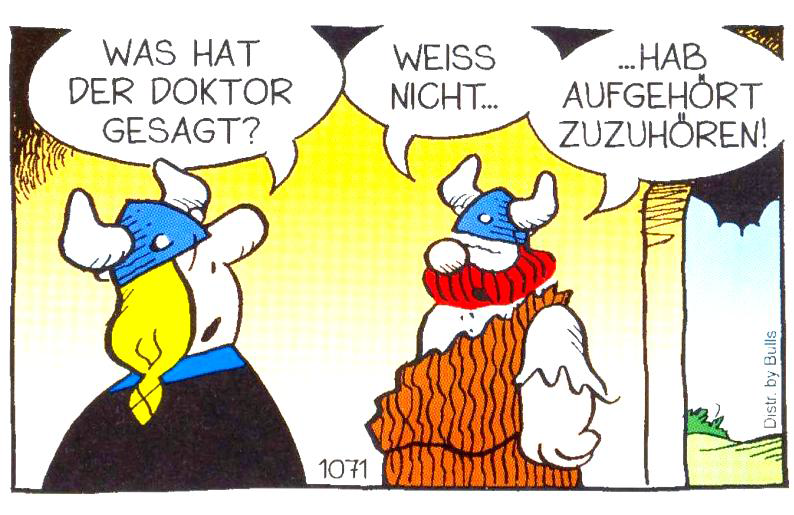 WAS HAT
DER DOKTOR
GESAGT?
WEISS
NICHT...
...HAB
AUFGEHÖRT
ZUZUHÖREN!
1071
Distr. by Bulls